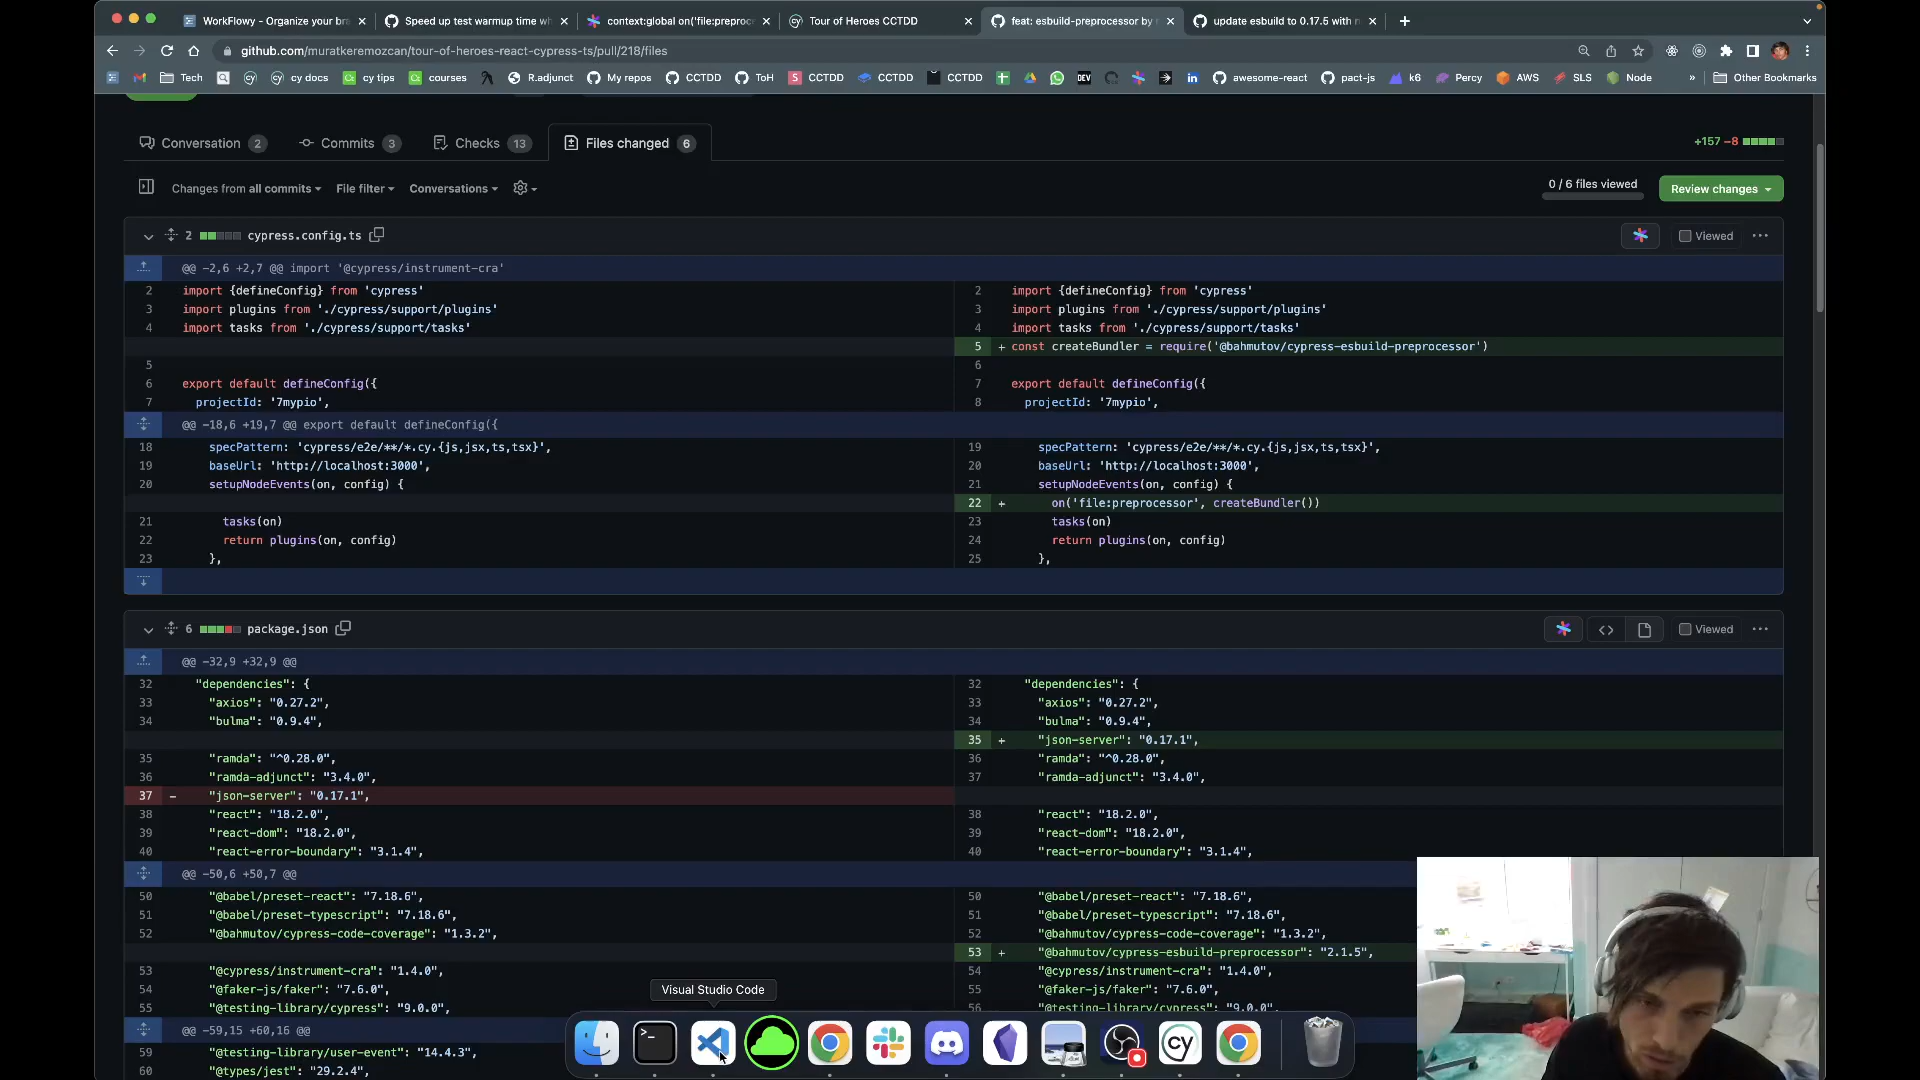 WorkFlowy - Organize your bra
Speed up test warmup time wh
context:global on('file:preproc
Tour of Heroes CCTDD
feat: esbuild-preprocessor by
update esbuild to 0.17.5 with
github.com/muratkeremozcan/tour-of-heroes-react-cypress-ts/pull/218/files
Tech
cy docs
cy tips
courses
R.adjunct
My repos
CCTDD
ToH
CCTDD
CCTDD
CCTDD
DEV
awesome-react
pact-js
k6
Percy
AWS
SLS
Node
»
Other Bookmarks
Conversation 2
Commits 3
Checks 13
Files changed 6
+157 −8
Changes from all commits
File filter
Conversations
0 / 6 files viewed
Review changes
2 cypress.config.ts
Viewed
@@ -2,6 +2,7 @@ import '@cypress/instrument-cra'
2 import {defineConfig} from 'cypress'
3 import plugins from './cypress/support/plugins'
4 import tasks from './cypress/support/tasks'
5
6 export default defineConfig({
7 projectId: '7mypio',
2 import {defineConfig} from 'cypress'
3 import plugins from './cypress/support/plugins'
4 import tasks from './cypress/support/tasks'
5 + const createBundler = require('@bahmutov/cypress-esbuild-preprocessor')
6
7 export default defineConfig({
8 projectId: '7mypio',
@@ -18,6 +19,7 @@ export default defineConfig({
18 specPattern: 'cypress/e2e/**/*.cy.{js,jsx,ts,tsx}',
19 baseUrl: 'http://localhost:3000',
20 setupNodeEvents(on, config) {
21 tasks(on)
22 return plugins(on, config)
23 },
19 specPattern: 'cypress/e2e/**/*.cy.{js,jsx,ts,tsx}',
20 baseUrl: 'http://localhost:3000',
21 setupNodeEvents(on, config) {
22 + on('file:preprocessor', createBundler())
23 tasks(on)
24 return plugins(on, config)
25 },
6 package.json
Viewed
@@ -32,9 +32,9 @@
32 "dependencies": {
33 "axios": "0.27.2",
34 "bulma": "0.9.4",
35 "ramda": "^0.28.0",
36 "ramda-adjunct": "3.4.0",
37 − "json-server": "0.17.1",
38 "react": "18.2.0",
39 "react-dom": "18.2.0",
40 "react-error-boundary": "3.1.4",
32 "dependencies": {
33 "axios": "0.27.2",
34 "bulma": "0.9.4",
35 + "json-server": "0.17.1",
36 "ramda": "^0.28.0",
37 "ramda-adjunct": "3.4.0",
38 "react": "18.2.0",
39 "react-dom": "18.2.0",
40 "react-error-boundary": "3.1.4",
@@ -50,6 +50,7 @@
50 "@babel/preset-react": "7.18.6",
51 "@babel/preset-typescript": "7.18.6",
52 "@bahmutov/cypress-code-coverage": "1.3.2",
53 "@cypress/instrument-cra": "1.4.0",
54 "@faker-js/faker": "7.6.0",
55 "@testing-library/cypress": "9.0.0",
50 "@babel/preset-react": "7.18.6",
51 "@babel/preset-typescript": "7.18.6",
52 "@bahmutov/cypress-code-coverage": "1.3.2",
53 + "@bahmutov/cypress-esbuild-preprocessor": "2.1.5",
54 "@cypress/instrument-cra": "1.4.0",
55 "@faker-js/faker": "7.6.0",
56 "@testing-library/cypress": "9.0.0",
@@ -59,15 +60,16 @@
59 "@testing-library/user-event": "14.4.3",
60 "@types/jest": "29.2.4",
Visual Studio Code
cy